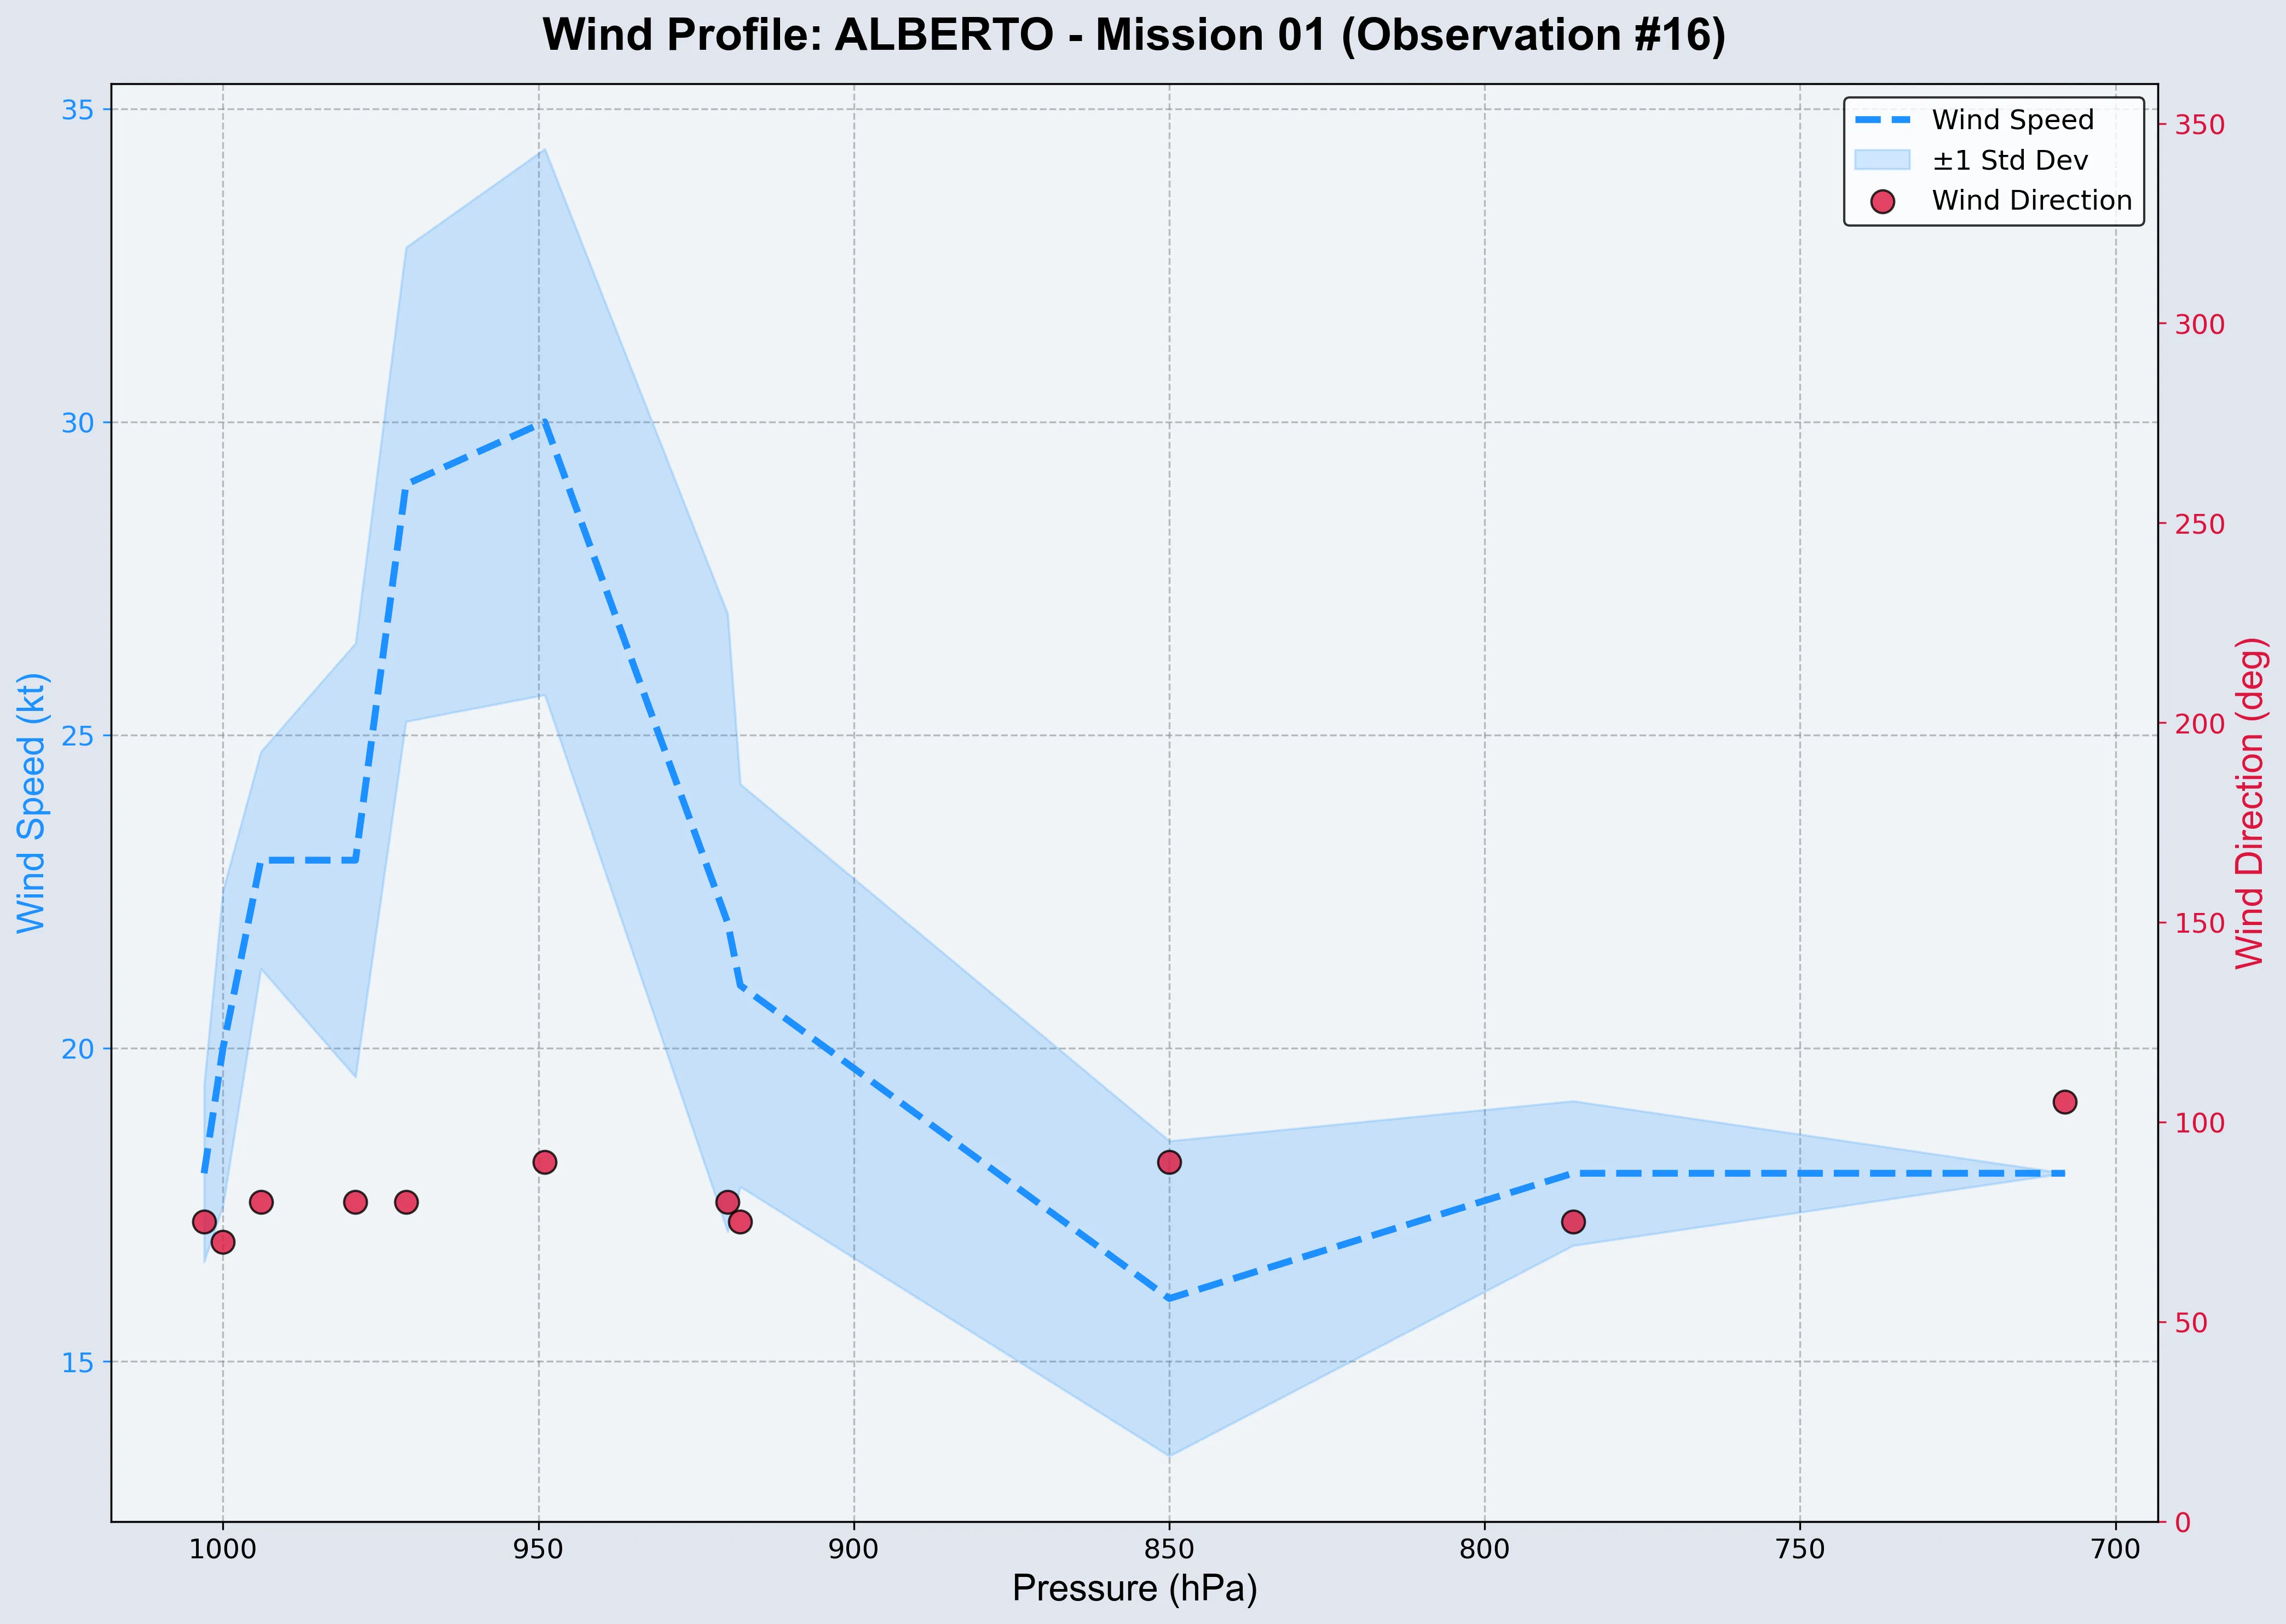 Wind Profile: ALBERTO - Mission 01 (Observation #16)
Wind Speed
±1 Std Dev
Wind Direction
Wind Speed (kt)
35
30
25
20
15
350
300
250
200
150
100
50
0
Wind Direction (deg)
1000
950
900
850
800
750
700
Pressure (hPa)